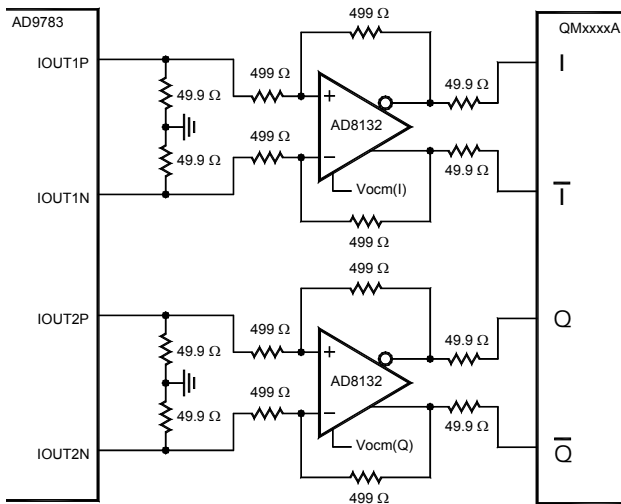 AD9783
499 Ω
QMxxxxA
IOUT1P
I
499 Ω
49.9 Ω
49.9 Ω
+
AD8132
499 Ω
49.9 Ω
−
IOUT1N
Vocm(I)
49.9 Ω
I̅
499 Ω
499 Ω
IOUT2P
Q
499 Ω
49.9 Ω
49.9 Ω
+
AD8132
499 Ω
49.9 Ω
−
IOUT2N
Vocm(Q)
49.9 Ω
Q̅
499 Ω